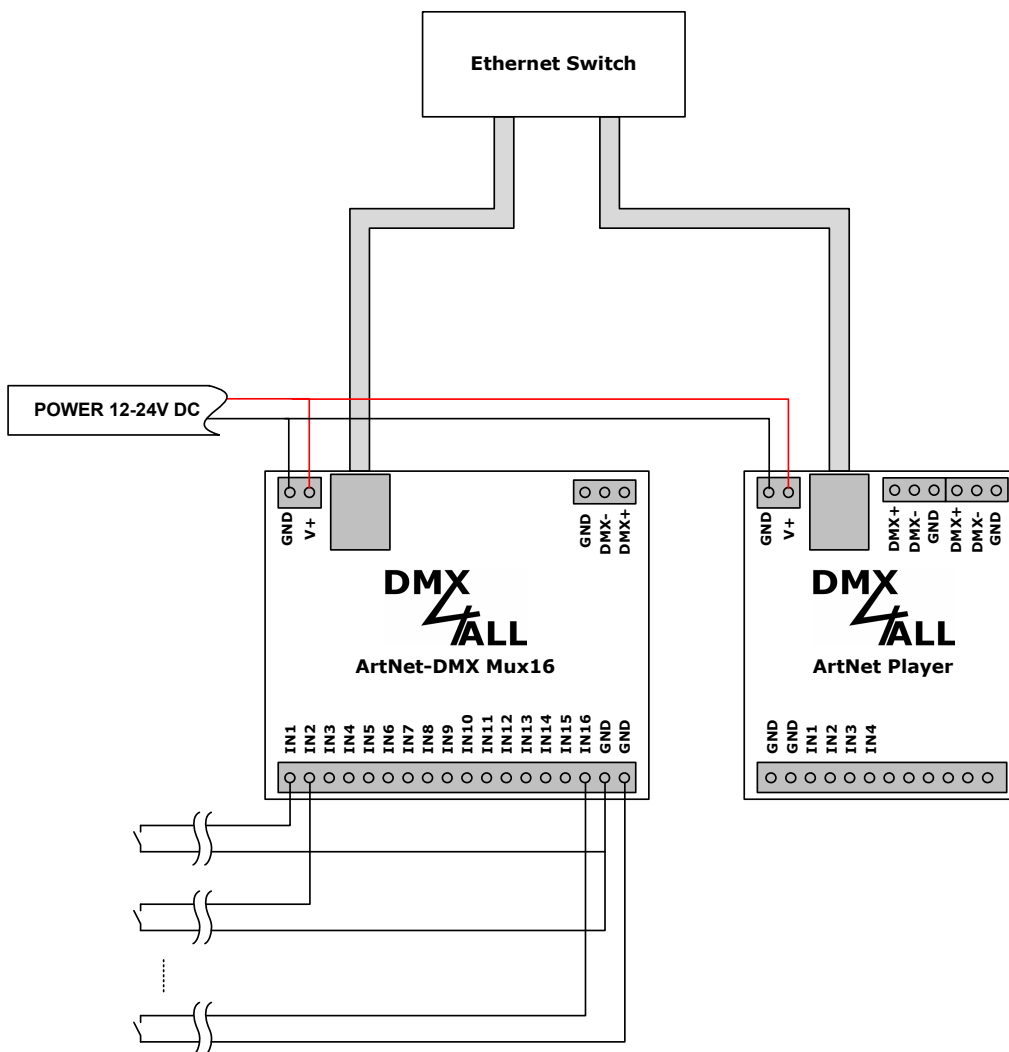 Ethernet Switch
POWER 12-24V DC
GND
V+
GND
DMX-
DMX+
DMX
4
ALL
ArtNet-DMX Mux16
IN1
IN2
IN3
IN4
IN5
IN6
IN7
IN8
IN9
IN10
IN11
IN12
IN13
IN14
IN15
IN16
GND
GND
GND
V+
DMX+
DMX-
GND
DMX+
DMX-
GND
DMX
4
ALL
ArtNet Player
GND
GND
IN1
IN2
IN3
IN4